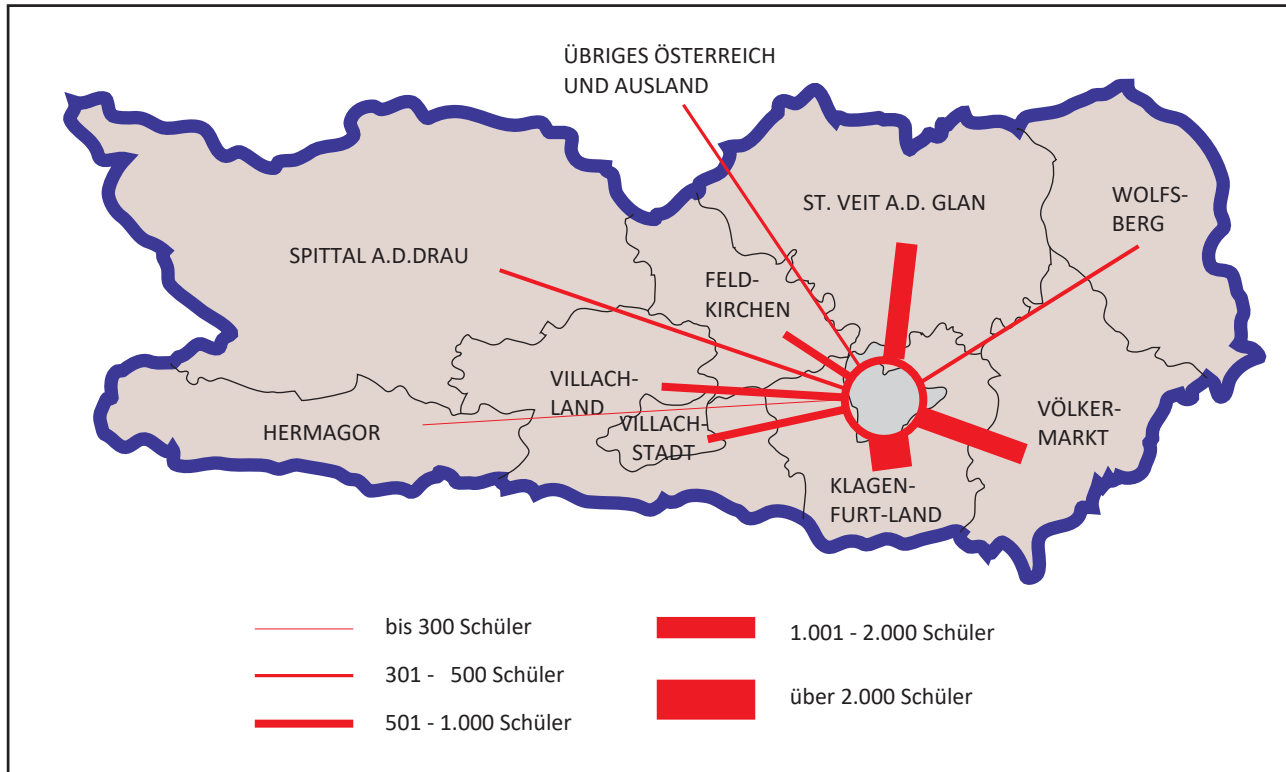 ÜBRIGES ÖSTERREICH
UND AUSLAND
ST. VEIT A.D. GLAN
WOLFS-
BERG
SPITTAL A.D.DRAU
FELD-
KIRCHEN
VILLACH-
LAND
HERMAGOR
VILLACH-
STADT
VÖLKER-
MARKT
KLAGEN-
FURT-LAND
bis 300 Schüler
301 - 500 Schüler
501 - 1.000 Schüler
1.001 - 2.000 Schüler
über 2.000 Schüler